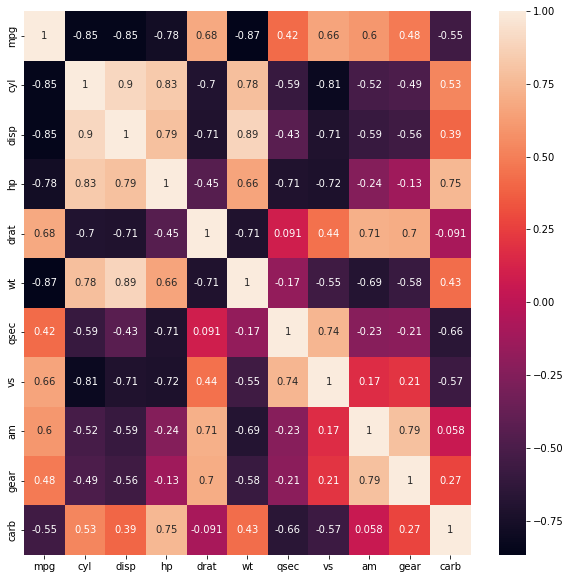 mpg 1 -0.85 -0.85 -0.78 0.68 -0.87 0.42 0.66 0.6 0.48 -0.55
cyl -0.85 1 0.9 0.83 -0.7 0.78 -0.59 -0.81 -0.52 -0.49 0.53
disp -0.85 0.9 1 0.79 -0.71 0.89 -0.43 -0.71 -0.59 -0.56 0.39
hp -0.78 0.83 0.79 1 -0.45 0.66 -0.71 -0.72 -0.24 -0.13 0.75
drat 0.68 -0.7 -0.71 -0.45 1 -0.71 0.091 0.44 0.71 0.7 -0.091
wt -0.87 0.78 0.89 0.66 -0.71 1 -0.17 -0.55 -0.69 -0.58 0.43
qsec 0.42 -0.59 -0.43 -0.71 0.091 -0.17 1 0.74 -0.23 -0.21 -0.66
vs 0.66 -0.81 -0.71 -0.72 0.44 -0.55 0.74 1 0.17 0.21 -0.57
am 0.6 -0.52 -0.59 -0.24 0.71 -0.69 -0.23 0.17 1 0.79 0.058
gear 0.48 -0.49 -0.56 -0.13 0.7 -0.58 -0.21 0.21 0.79 1 0.27
carb -0.55 0.53 0.39 0.75 -0.091 0.43 -0.66 -0.57 0.058 0.27 1
mpg cyl disp hp drat wt qsec vs am gear carb
1.00
0.75
0.50
0.25
0.00
−0.25
−0.50
−0.75